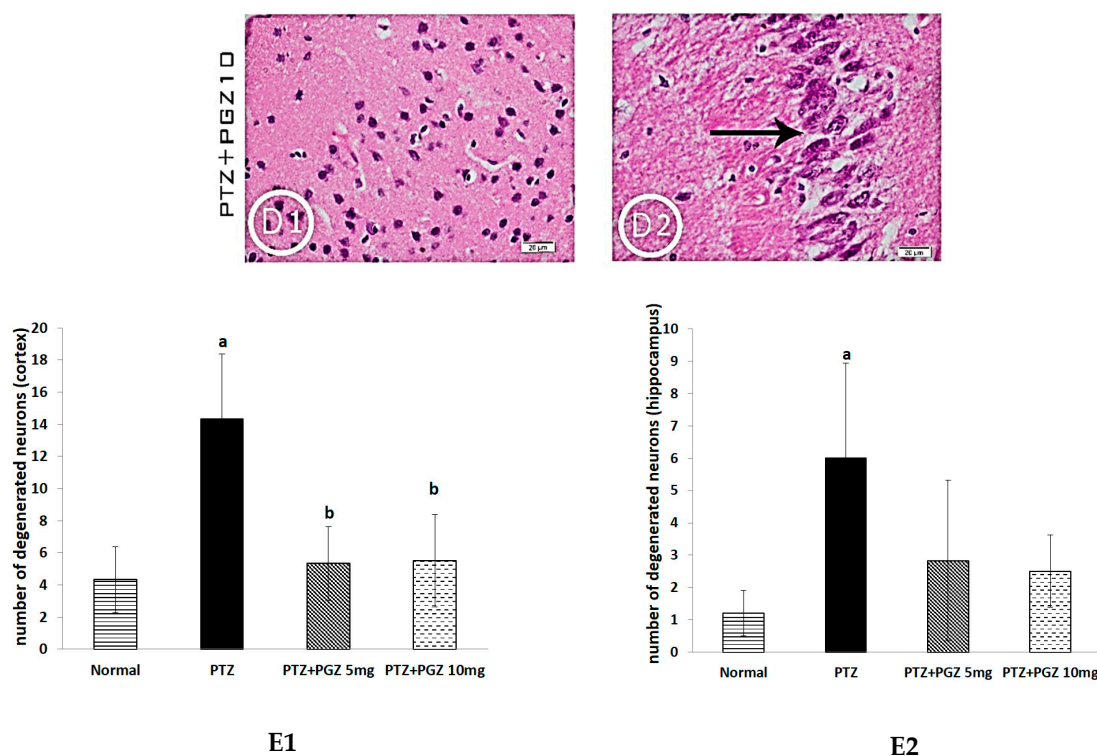 PTZ+PGZ10
D1
20 µm
D2
20 µm
number of degenerated neurons (cortex)
20
18
16
14
12
10
8
6
4
2
0
a
b
b
Normal
PTZ
PTZ+PGZ 5mg
PTZ+PGZ 10mg
E1
number of degenerated neurons (hippocampus)
10
9
8
7
6
5
4
3
2
1
0
a
Normal
PTZ
PTZ+PGZ 5mg
PTZ+PGZ 10mg
E2